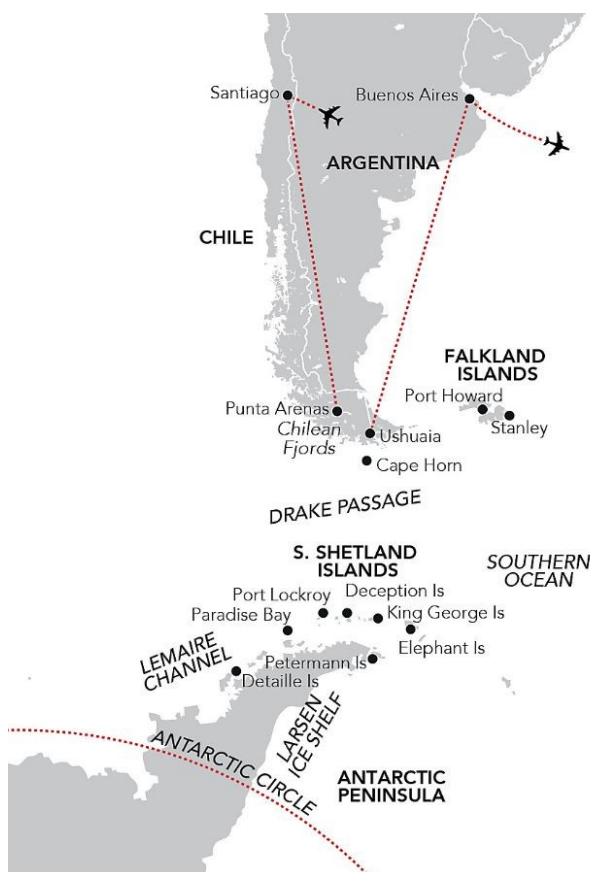 Santiago
Buenos Aires
ARGENTINA
CHILE
FALKLAND
ISLANDS
Port Howard
Stanley
Punta Arenas
Chilean
Fjords
Ushuaia
Cape Horn
DRAKE PASSAGE
S. SHETLAND
ISLANDS
SOUTHERN
OCEAN
Port Lockroy
Deception Is
Paradise Bay
King George Is
Elephant Is
LEMAIRE
CHANNEL
Petermann Is
Detaille Is
LARSEN
ICE SHELF
ANTARCTIC CIRCLE
ANTARCTIC
PENINSULA